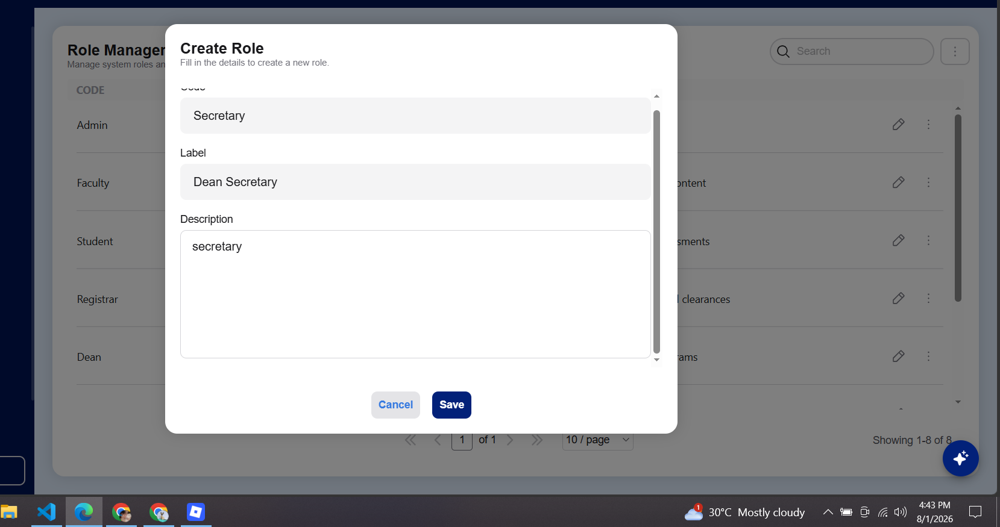 Role Manager
Manage system roles an
Search
CODE
Admin
Faculty
ontent
Student
sments
Registrar
l clearances
Dean
rams
Create Role
Fill in the details to create a new role.
Code
Secretary
Label
Dean Secretary
Description
secretary
Cancel
Save
1 of 1
10 / page
Showing 1-8 of 8
1
30°C Mostly cloudy
4:43 PM
8/1/2026